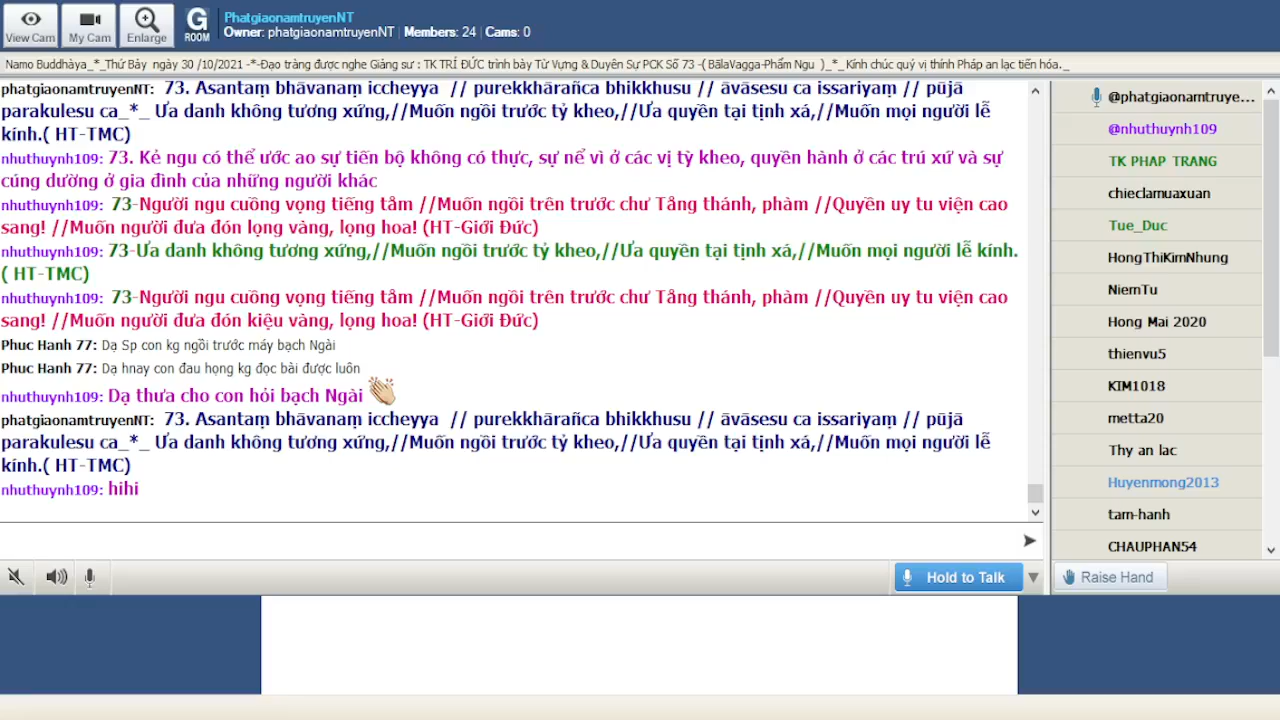 View Cam
My Cam
Enlarge
G
ROOM
PhatgiaonamtruyenNT
Owner: phatgiaonamtruyenNT | Members: 24 | Cams: 0
Namo Buddhàya_*_Thứ Bảy ngày 30 /10/2021 -*-Đạo tràng được nghe Giảng sư : TK TRÍ ĐỨC trình bày Từ Vựng & Duyên Sự PCK Số 73 -( BālaVagga-Phẩm Ngu )_*_ Kính chúc quý vị thính Pháp an lạc tiến hóa._
phatgiaonamtruyenNT: 73. Asantaṃ bhāvanaṃ iccheyya // purekkhārañca bhikkhusu // āvāsesu ca issariyaṃ // pūjā
parakulesu ca_*_ Ưa danh không tương xứng,//Muốn ngồi trước tỷ kheo,//Ưa quyền tại tịnh xá,//Muốn mọi người lễ
kính.( HT-TMC)
nhuthuynh109: 73. Kẻ ngu có thể ước ao sự tiến bộ không có thực, sự nể vì ở các vị tỳ kheo, quyền hành ở các trú xứ và sự
cúng dường ở gia đình của những người khác
nhuthuynh109: 73-Người ngu cuồng vọng tiếng tăm //Muốn ngồi trên trước chư Tăng thánh, phàm //Quyền uy tu viện cao
sang! //Muốn người đưa đón lọng vàng, lọng hoa! (HT-Giới Đức)
nhuthuynh109: 73-Ưa danh không tương xứng,//Muốn ngồi trước tỷ kheo,//Ưa quyền tại tịnh xá,//Muốn mọi người lễ kính.
( HT-TMC)
nhuthuynh109: 73-Người ngu cuồng vọng tiếng tăm //Muốn ngồi trên trước chư Tăng thánh, phàm //Quyền uy tu viện cao
sang! //Muốn người đưa đón kiệu vàng, lọng hoa! (HT-Giới Đức)
Phuc Hanh 77: Dạ Sp con kg ngồi trước máy bạch Ngài
Phuc Hanh 77: Dạ hnay con đau họng kg đọc bài được luôn
nhuthuynh109: Dạ thưa cho con hỏi bạch Ngài
phatgiaonamtruyenNT: 73. Asantaṃ bhāvanaṃ iccheyya // purekkhārañca bhikkhusu // āvāsesu ca issariyaṃ // pūjā
parakulesu ca_*_ Ưa danh không tương xứng,//Muốn ngồi trước tỷ kheo,//Ưa quyền tại tịnh xá,//Muốn mọi người lễ
kính.( HT-TMC)
nhuthuynh109: hihi
@phatgiaonamtruye...
@nhuthuynh109
TK PHAP TRANG
chieclamuaxuan
Tue_Duc
HongThiKimNhung
NiemTu
Hong Mai 2020
thienvu5
KIM1018
metta20
Thy an lac
Huyenmong2013
tam-hanh
CHAUPHAN54
Hold to Talk
Raise Hand